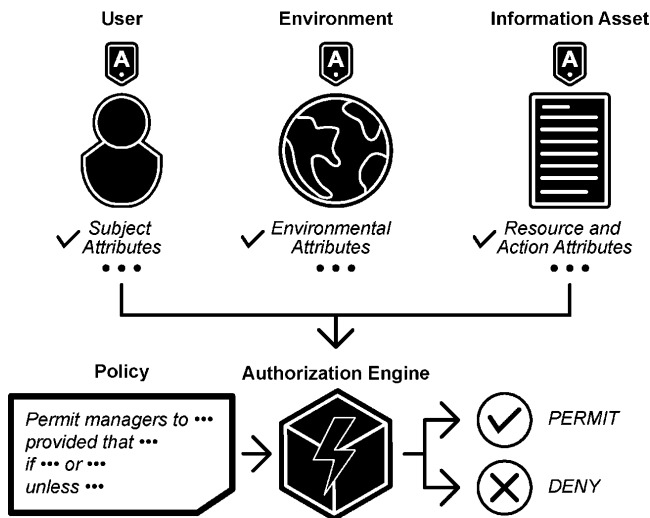 User
Environment
Information Asset
A
A
A
Subject
Attributes
•••
Environmental
Attributes
•••
Resource and
Action Attributes
•••
Policy
Authorization Engine
Permit managers to •••
provided that •••
if ••• or •••
unless •••
PERMIT
DENY